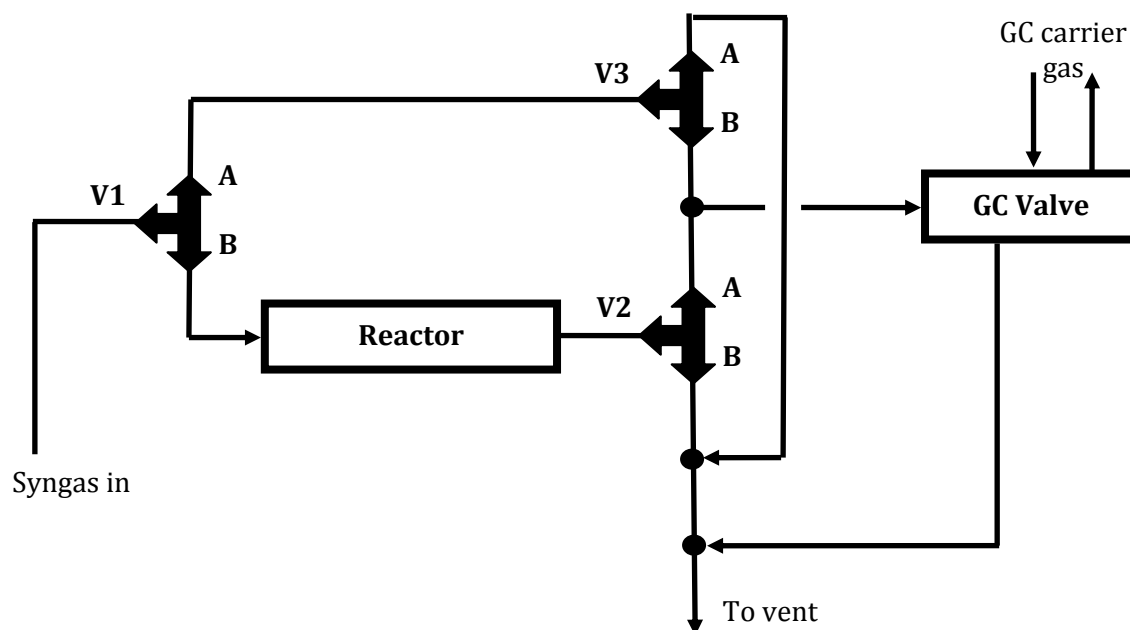 GC carrier
gas
V3
A
B
V1
A
B
GC Valve
V2
A
B
Reactor
Syngas in
To vent